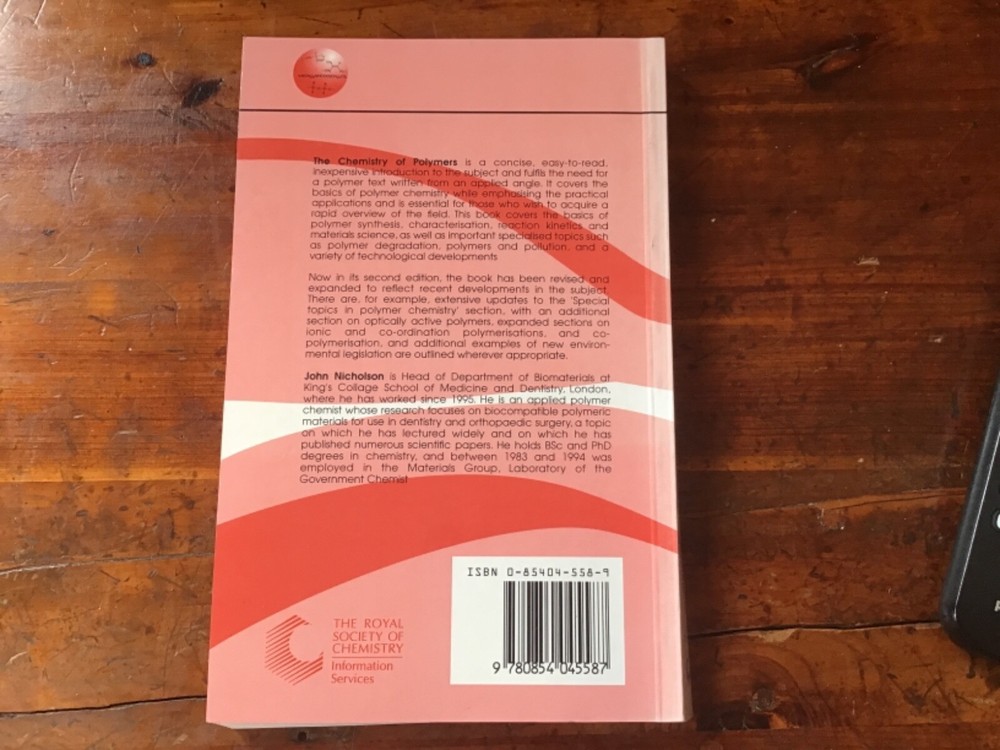 The Chemistry of Polymers is a concise, easy-to-read,
inexpensive introduction to the subject and fulfils the need for
a polymer text written from an applied angle. It covers the
basics of polymer chemistry while emphasising the practical
applications and is essential for those who wish to acquire a
rapid overview of the field. This book covers the basics of
polymer synthesis, characterisation, reaction kinetics and
materials science, as well as important specialised topics such
as polymer degradation, polymers and pollution, and a
variety of technological developments
Now in its second edition, the book has been revised and
expanded to reflect recent developments in the subject.
There are, for example, extensive updates to the 'Special
topics in polymer chemistry' section, with an additional
section on optically active polymers, expanded sections on
ionic and co-ordination polymerisations, and co-
polymerisation, and additional examples of new environ-
mental legislation are outlined wherever appropriate.
John Nicholson is Head of Department of Biomaterials at
King's Collage School of Medicine and Dentistry, London,
where he has worked since 1995. He is an applied polymer
chemist whose research focuses on biocompatible polymeric
materials for use in dentistry and orthopaedic surgery, a topic
on which he has lectured widely and on which he has
published numerous scientific papers. He holds BSc and PhD
degrees in chemistry, and between 1983 and 1994 was
employed in the Materials Group, Laboratory of the
Government Chemist
ISBN 0-85404-558-9
9 780854 045587
THE ROYAL
SOCIETY OF
CHEMISTRY
Information
Services